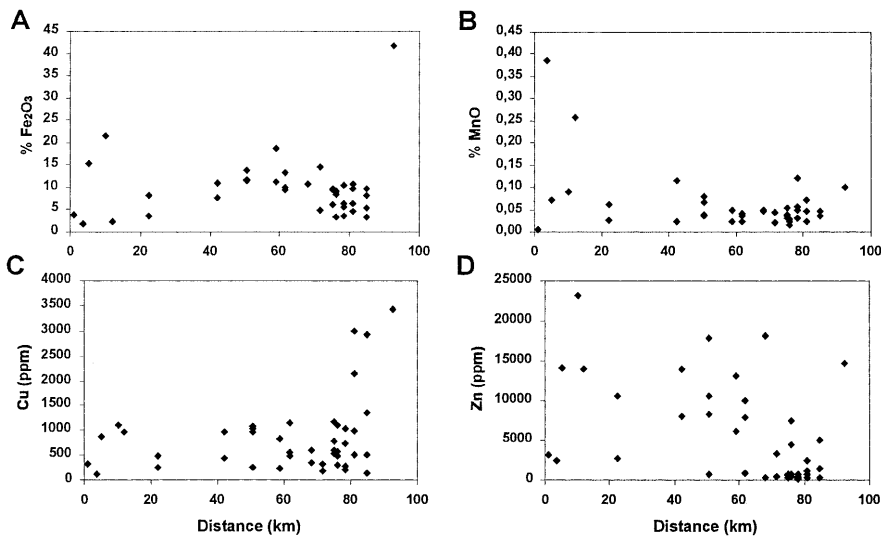 A
% Fe₂O₃
45
40
35
30
25
20
15
10
5
0
0 20 40 60 80 100
B
% MnO
0,45
0,40
0,35
0,30
0,25
0,20
0,15
0,10
0,05
0,00
0 20 40 60 80 100
C
Cu (ppm)
4000
3500
3000
2500
2000
1500
1000
500
0
0 20 40 60 80 100
Distance (km)
D
Zn (ppm)
25000
20000
15000
10000
5000
0
0 20 40 60 80 100
Distance (km)